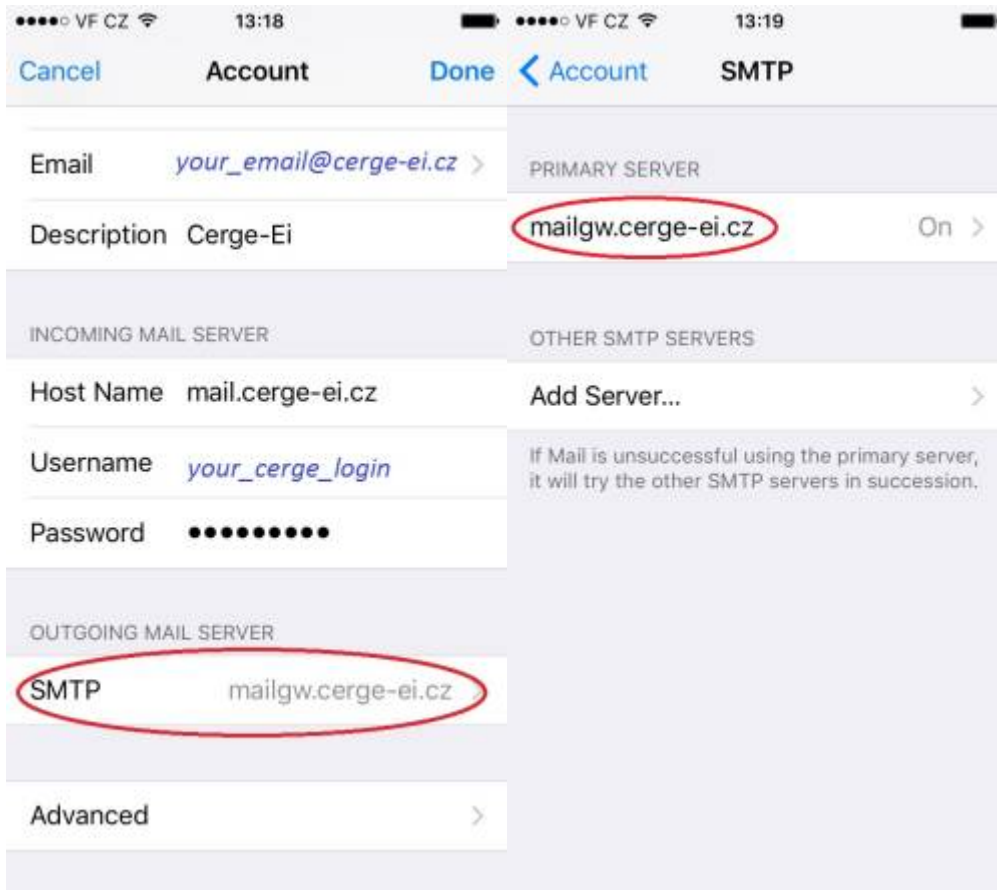 VF CZ 13:18
Cancel Account Done
Email your_email@cerge-ei.cz
Description Cerge-Ei
INCOMING MAIL SERVER
Host Name mail.cerge-ei.cz
Username your_cerge_login
Password •••••••••
OUTGOING MAIL SERVER
SMTP mailgw.cerge-ei.cz
Advanced
VF CZ 13:19
Account SMTP
PRIMARY SERVER
mailgw.cerge-ei.cz On
OTHER SMTP SERVERS
Add Server...
If Mail is unsuccessful using the primary server,
it will try the other SMTP servers in succession.